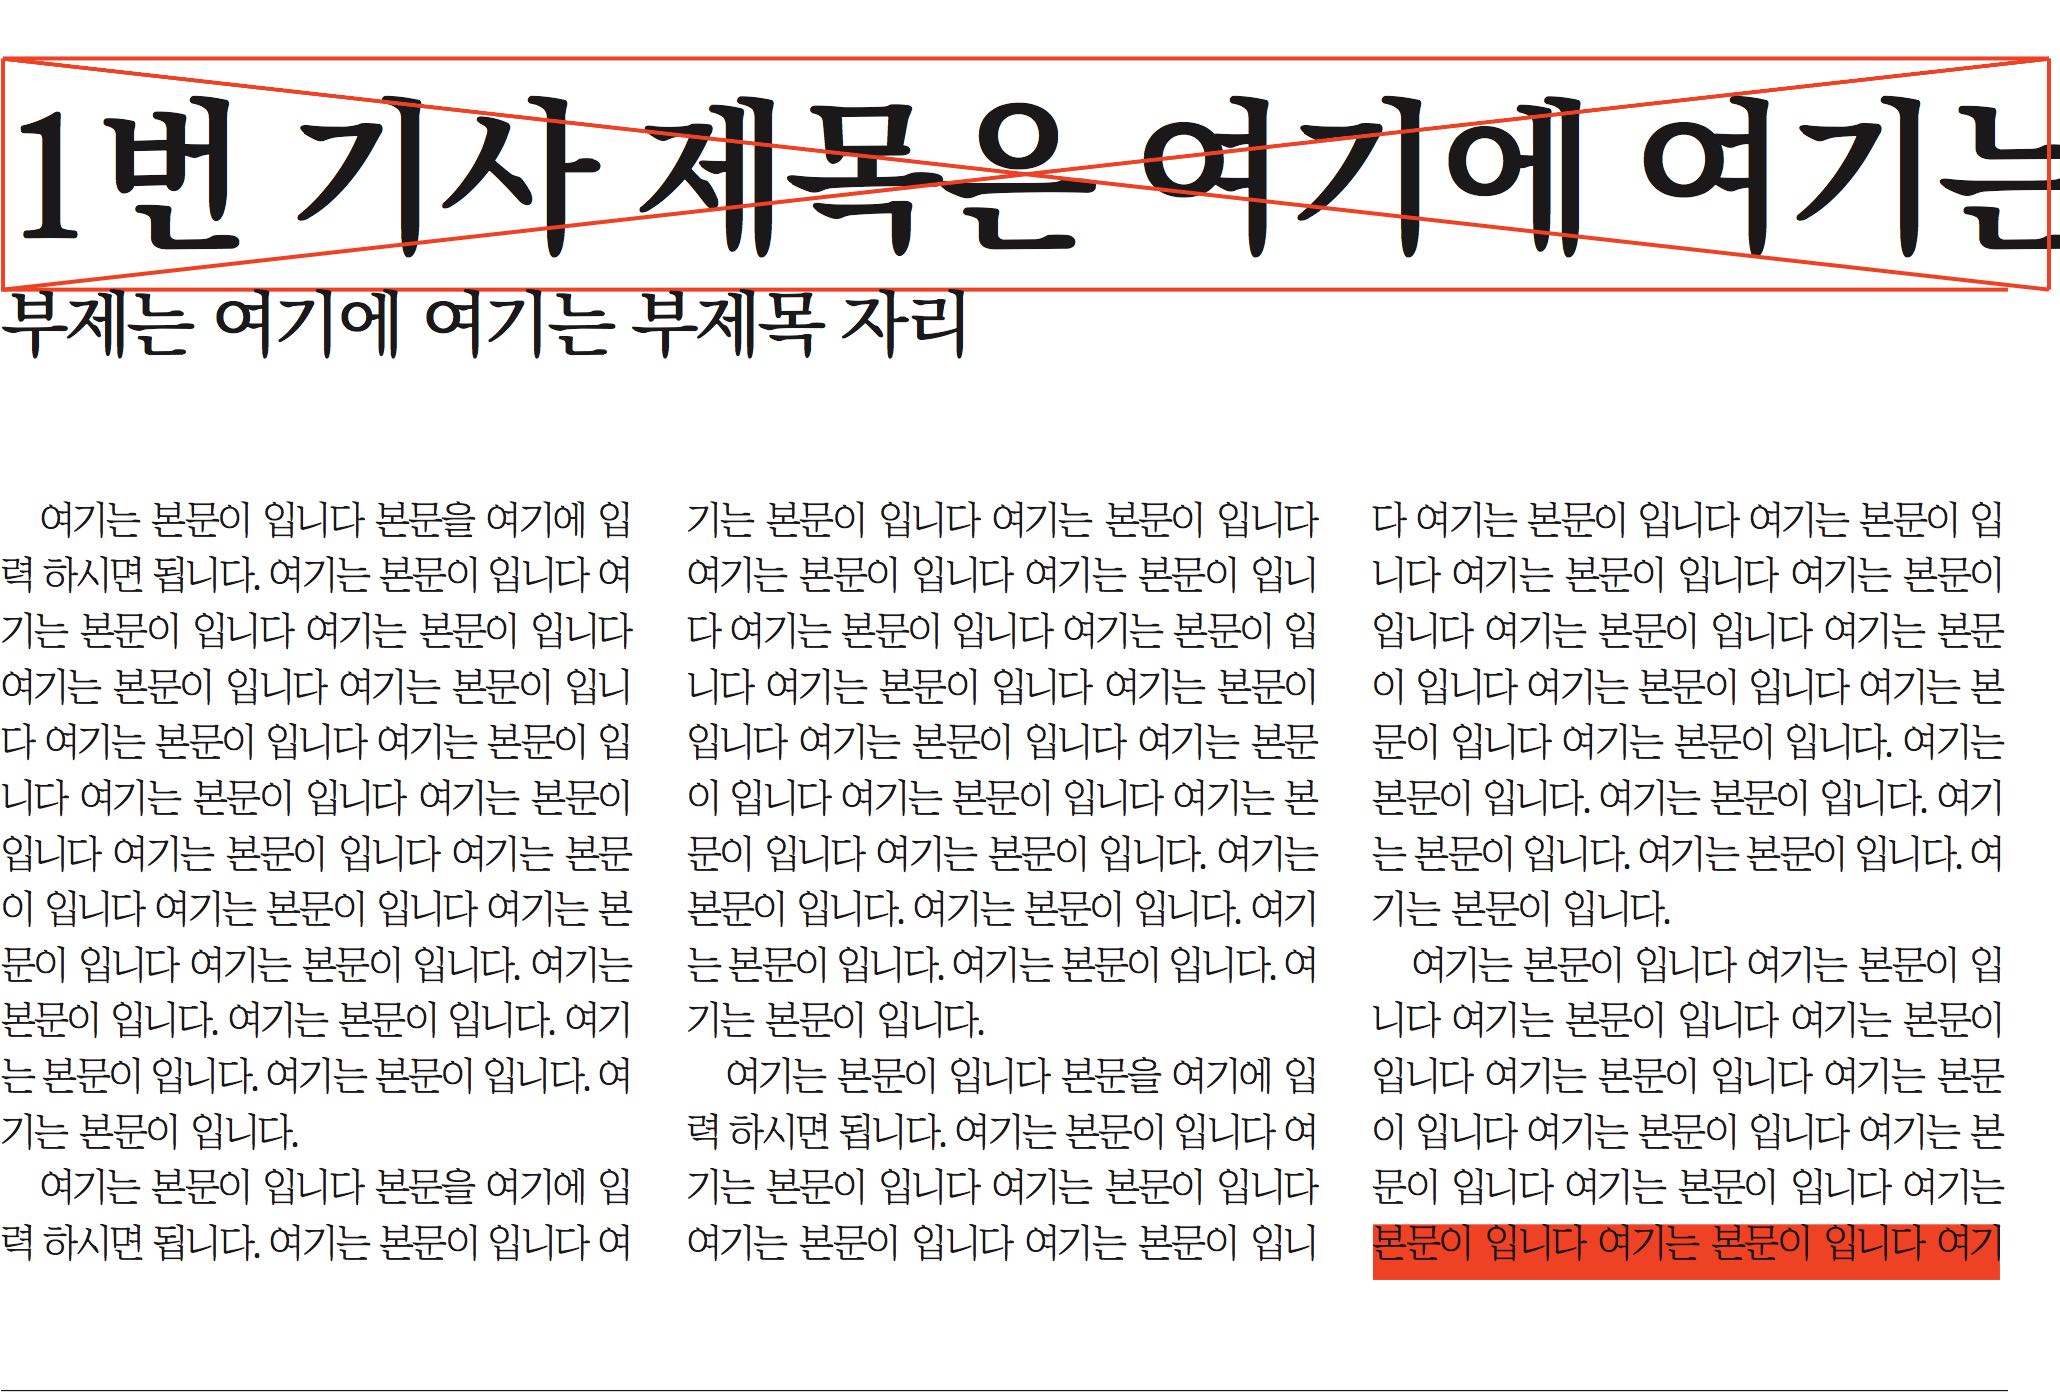 1번 기사 제목은 여기에 여기는
부제는 여기에 여기는 부제목 자리
여기는 본문이 입니다 본문을 여기에 입
력 하시면 됩니다. 여기는 본문이 입니다 여
기는 본문이 입니다 여기는 본문이 입니다
여기는 본문이 입니다 여기는 본문이 입니
다 여기는 본문이 입니다 여기는 본문이 입
니다 여기는 본문이 입니다 여기는 본문이
입니다 여기는 본문이 입니다 여기는 본문
이 입니다 여기는 본문이 입니다 여기는 본
문이 입니다 여기는 본문이 입니다. 여기는
본문이 입니다. 여기는 본문이 입니다. 여기
는 본문이 입니다. 여기는 본문이 입니다. 여
기는 본문이 입니다.
여기는 본문이 입니다 본문을 여기에 입
력 하시면 됩니다. 여기는 본문이 입니다 여
기는 본문이 입니다 여기는 본문이 입니다
여기는 본문이 입니다 여기는 본문이 입니
다 여기는 본문이 입니다 여기는 본문이 입
니다 여기는 본문이 입니다 여기는 본문이
입니다 여기는 본문이 입니다 여기는 본문
이 입니다 여기는 본문이 입니다 여기는 본
문이 입니다 여기는 본문이 입니다. 여기는
본문이 입니다. 여기는 본문이 입니다. 여기
는 본문이 입니다. 여기는 본문이 입니다. 여
기는 본문이 입니다.
여기는 본문이 입니다 본문을 여기에 입
력 하시면 됩니다. 여기는 본문이 입니다 여
기는 본문이 입니다 여기는 본문이 입니다
여기는 본문이 입니다 여기는 본문이 입니
다 여기는 본문이 입니다 여기는 본문이 입
니다 여기는 본문이 입니다 여기는 본문이
입니다 여기는 본문이 입니다 여기는 본문
이 입니다 여기는 본문이 입니다 여기는 본
문이 입니다 여기는 본문이 입니다. 여기는
본문이 입니다. 여기는 본문이 입니다. 여기
는 본문이 입니다. 여기는 본문이 입니다. 여
기는 본문이 입니다.
여기는 본문이 입니다 여기는 본문이 입
니다 여기는 본문이 입니다 여기는 본문이
입니다 여기는 본문이 입니다 여기는 본문
이 입니다 여기는 본문이 입니다 여기는 본
문이 입니다 여기는 본문이 입니다 여기는
본문이 입니다 여기는 본문이 입니다 여기